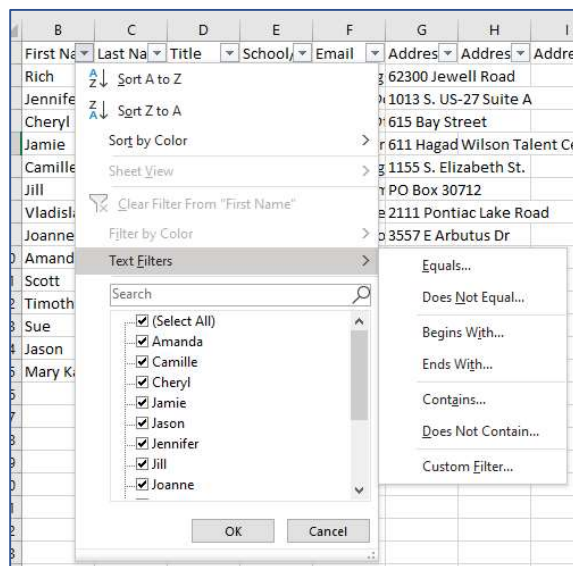 B C D E F G H I
First Na Last Na Title School/ Email Addres Addres Addre
Rich 62300 Jewell Road
Jennife 1013 S. US-27 Suite A
Cheryl 615 Bay Street
Jamie 611 Hagad Wilson Talent Ce
Camille 1155 S. Elizabeth St.
Jill PO Box 30712
Vladisla 2111 Pontiac Lake Road
Joanne 3557 E Arbutus Dr
Amand
Scott
Timoth
Sue
Jason
Mary Ka
Sort A to Z
Sort Z to A
Sort by Color
Sheet View
Clear Filter From "First Name"
Filter by Color
Text Filters
Search
(Select All)
Amanda
Camille
Cheryl
Jamie
Jason
Jennifer
Jill
Joanne
OK Cancel
Equals...
Does Not Equal...
Begins With...
Ends With...
Contains...
Does Not Contain...
Custom Filter...